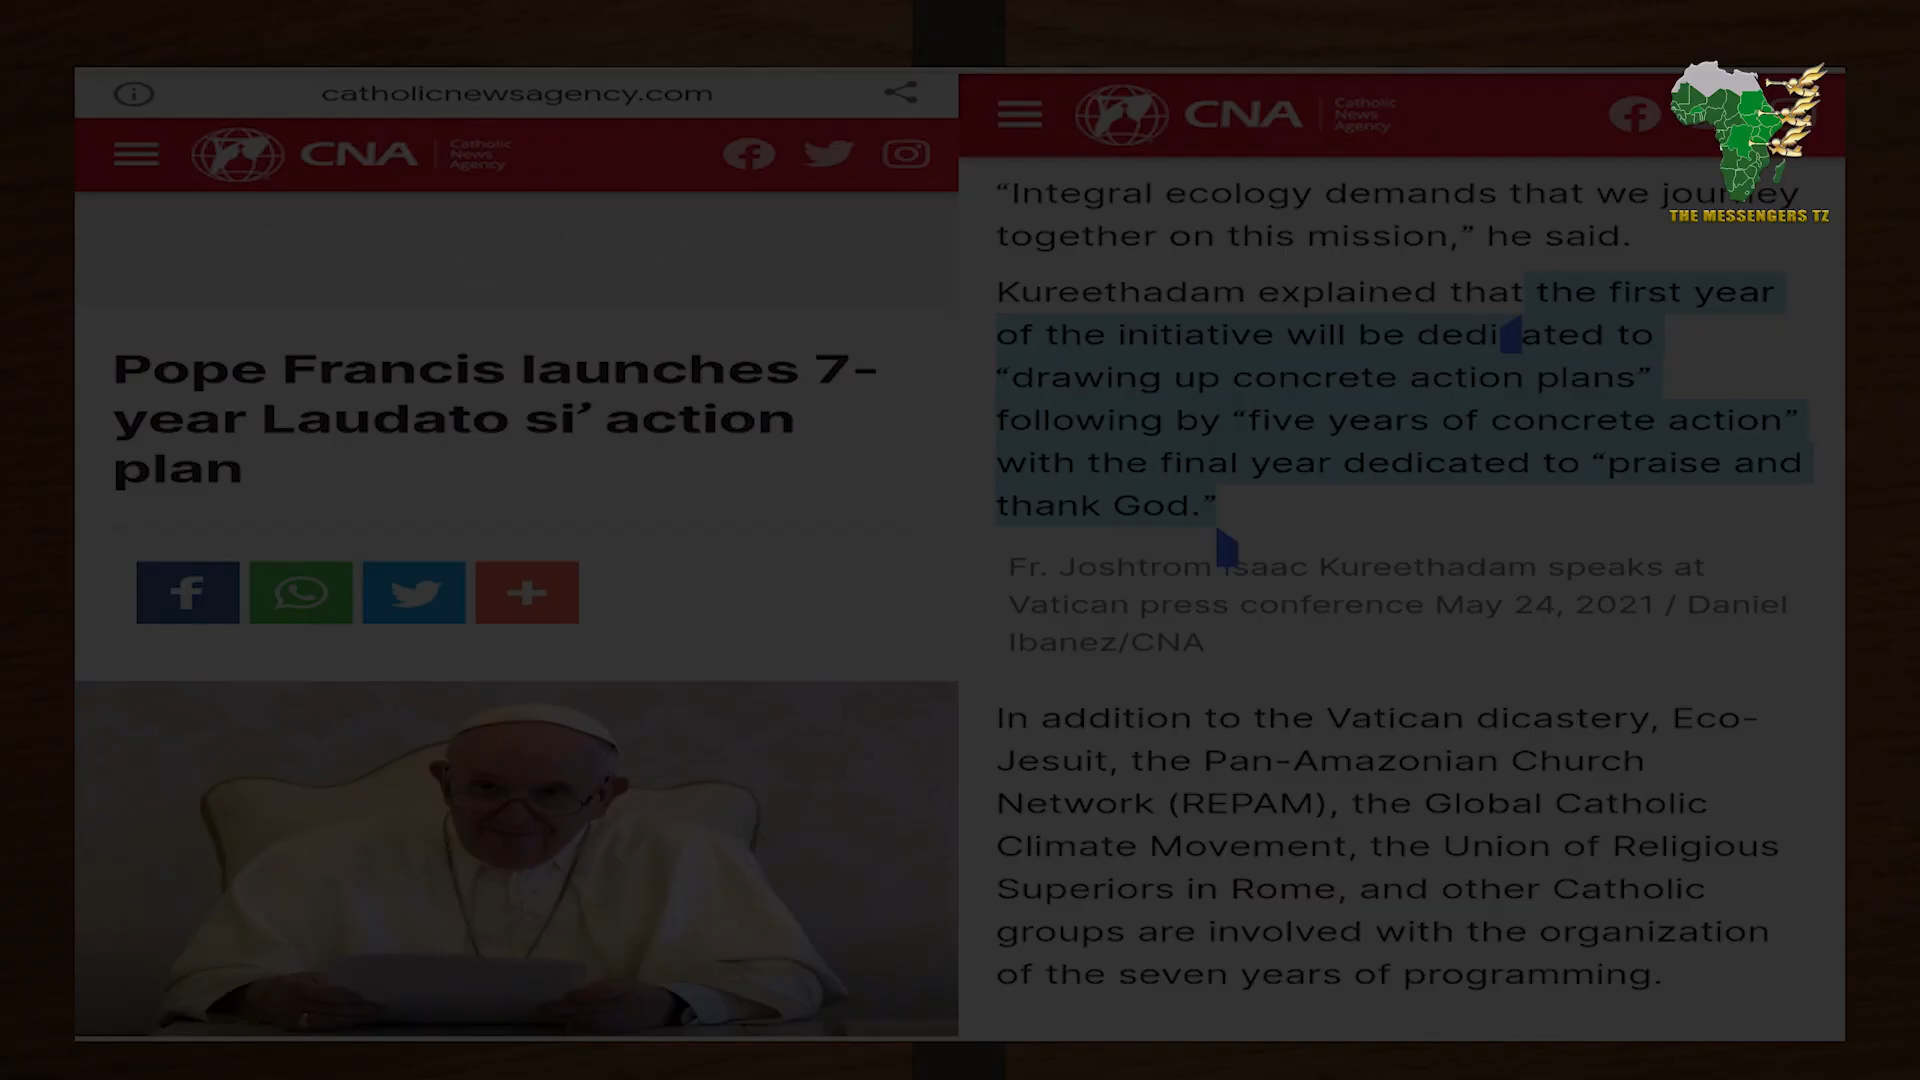 catholicnewsagency.com
CNA
Catholic
News
Agency
Pope Francis launches 7-
year Laudato si’ action
plan
CNA
Catholic
News
Agency
THE MESSENGERS TZ
“Integral ecology demands that we journey
together on this mission,” he said.
Kureethadam explained that the first year
of the initiative will be dedicated to
“drawing up concrete action plans”
following by “five years of concrete action”
with the final year dedicated to “praise and
thank God.”
Fr. Joshtrom Isaac Kureethadam speaks at
Vatican press conference May 24, 2021 / Daniel
Ibanez/CNA
In addition to the Vatican dicastery, Eco-
Jesuit, the Pan-Amazonian Church
Network (REPAM), the Global Catholic
Climate Movement, the Union of Religious
Superiors in Rome, and other Catholic
groups are involved with the organization
of the seven years of programming.